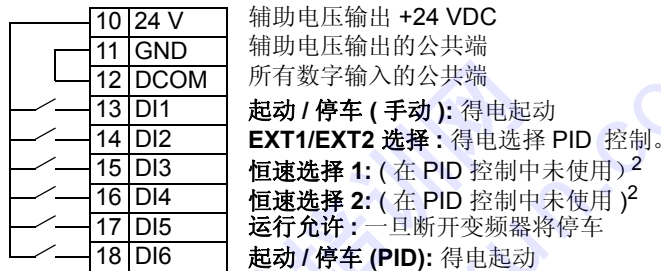 10 24 V 辅助电压输出 +24 VDC
11 GND 辅助电压输出的公共端
12 DCOM 所有数字输入的公共端
13 DI1 起动 / 停车 ( 手动 ): 得电起动
14 DI2 EXT1/EXT2 选择 : 得电选择 PID 控制。
15 DI3 恒速选择 1: ( 在 PID 控制中未使用）2
16 DI4 恒速选择 2: ( 在 PID 控制中未使用 )2
17 DI5 运行允许 : 一旦断开变频器将停车
18 DI6 起动 / 停车 (PID): 得电起动